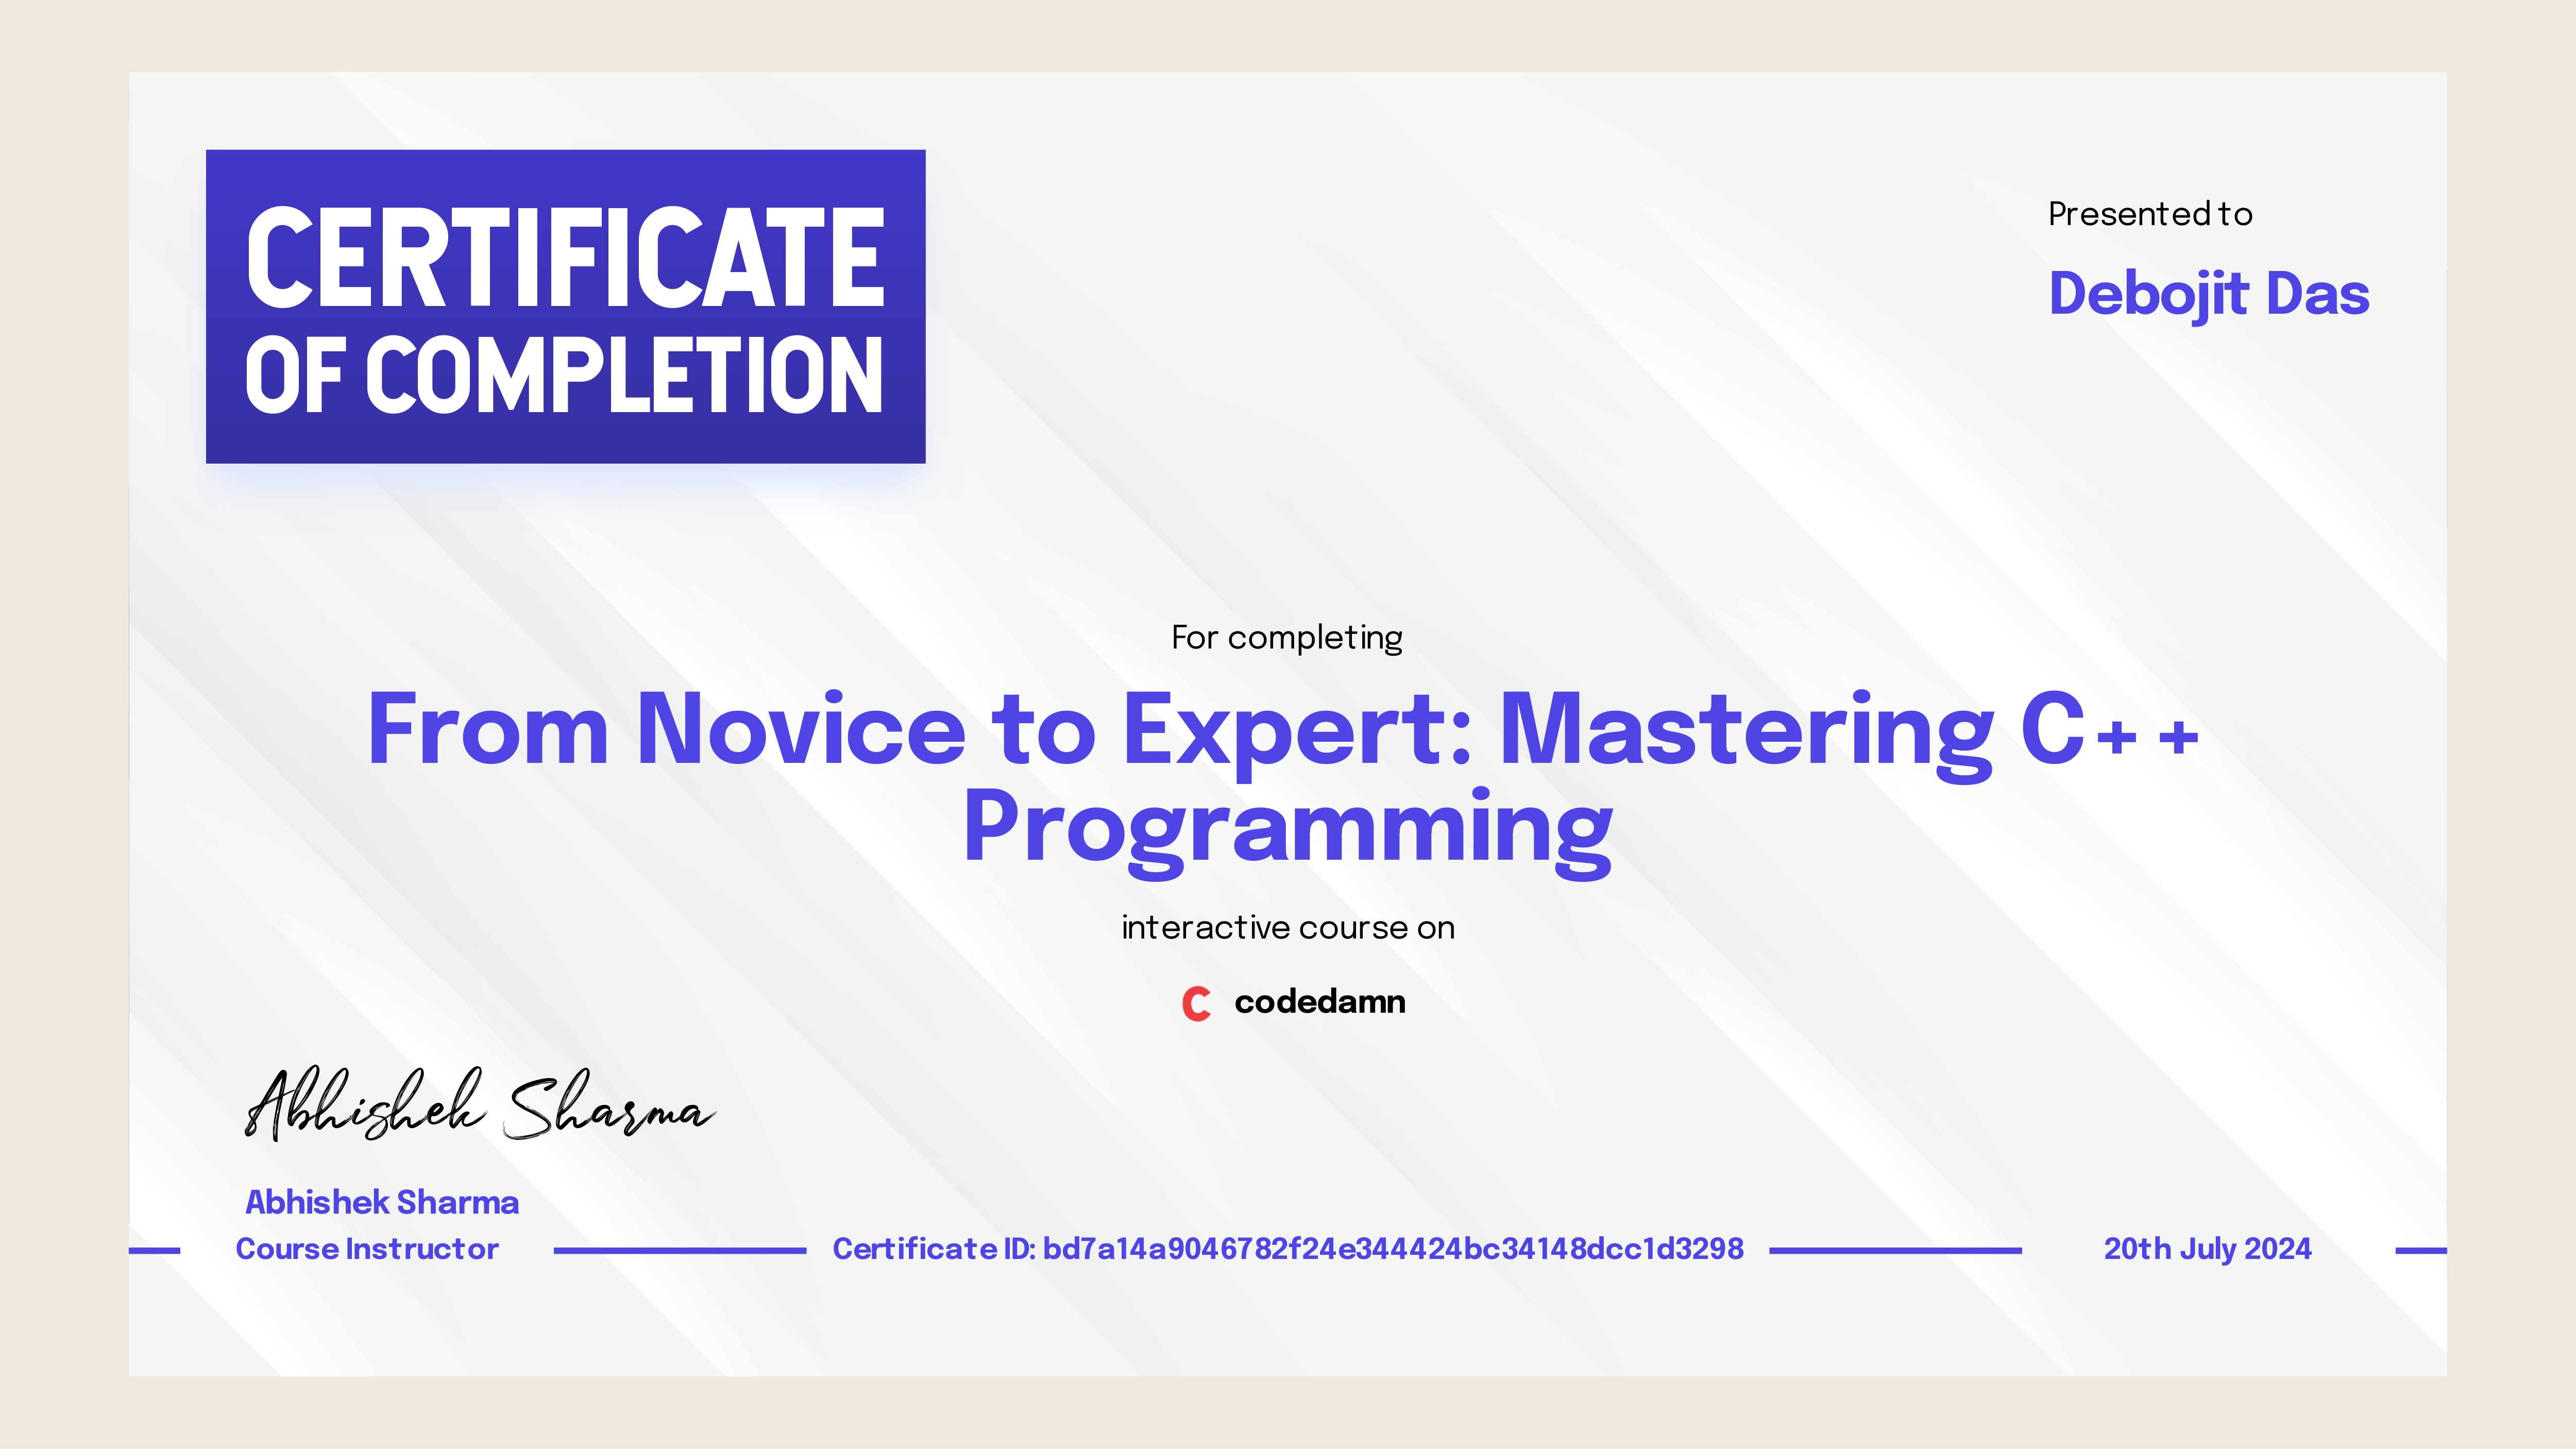 CERTIFICATE
OF COMPLETION
Presented to
Debojit Das
For completing
From Novice to Expert: Mastering C++
Programming
interactive course on
C codedamn
Abhishek Sharma
Abhishek Sharma
Course Instructor
Certificate ID: bd7a14a9046782f24e344424bc34148dcc1d3298
20th July 2024